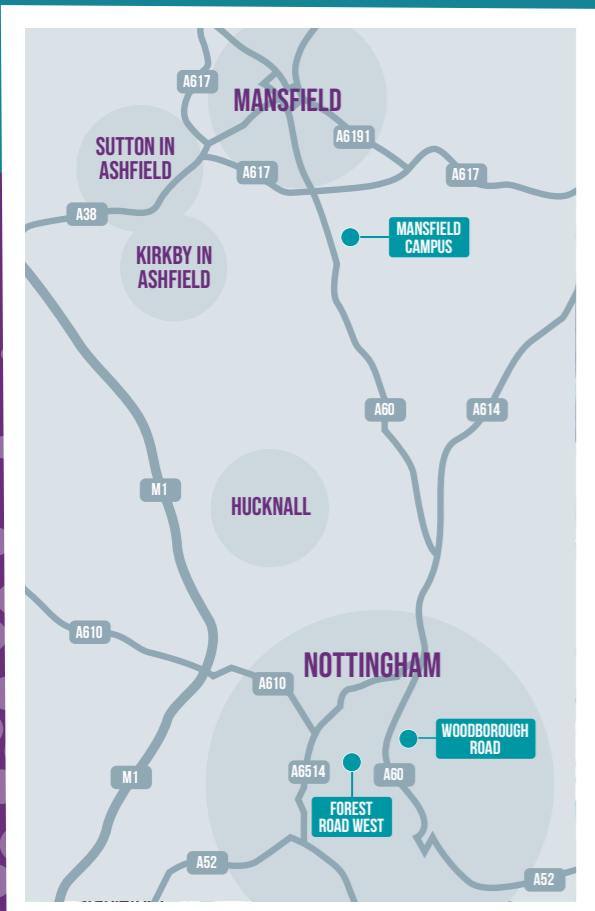 A617
MANSFIELD
A6191
SUTTON IN
ASHFIELD
A617
A617
A38
MANSFIELD
CAMPUS
KIRKBY IN
ASHFIELD
A60
A614
M1
HUCKNALL
A610
NOTTINGHAM
A610
WOODBOROUGH
ROAD
A6514
A60
M1
FOREST
ROAD WEST
A52
A52